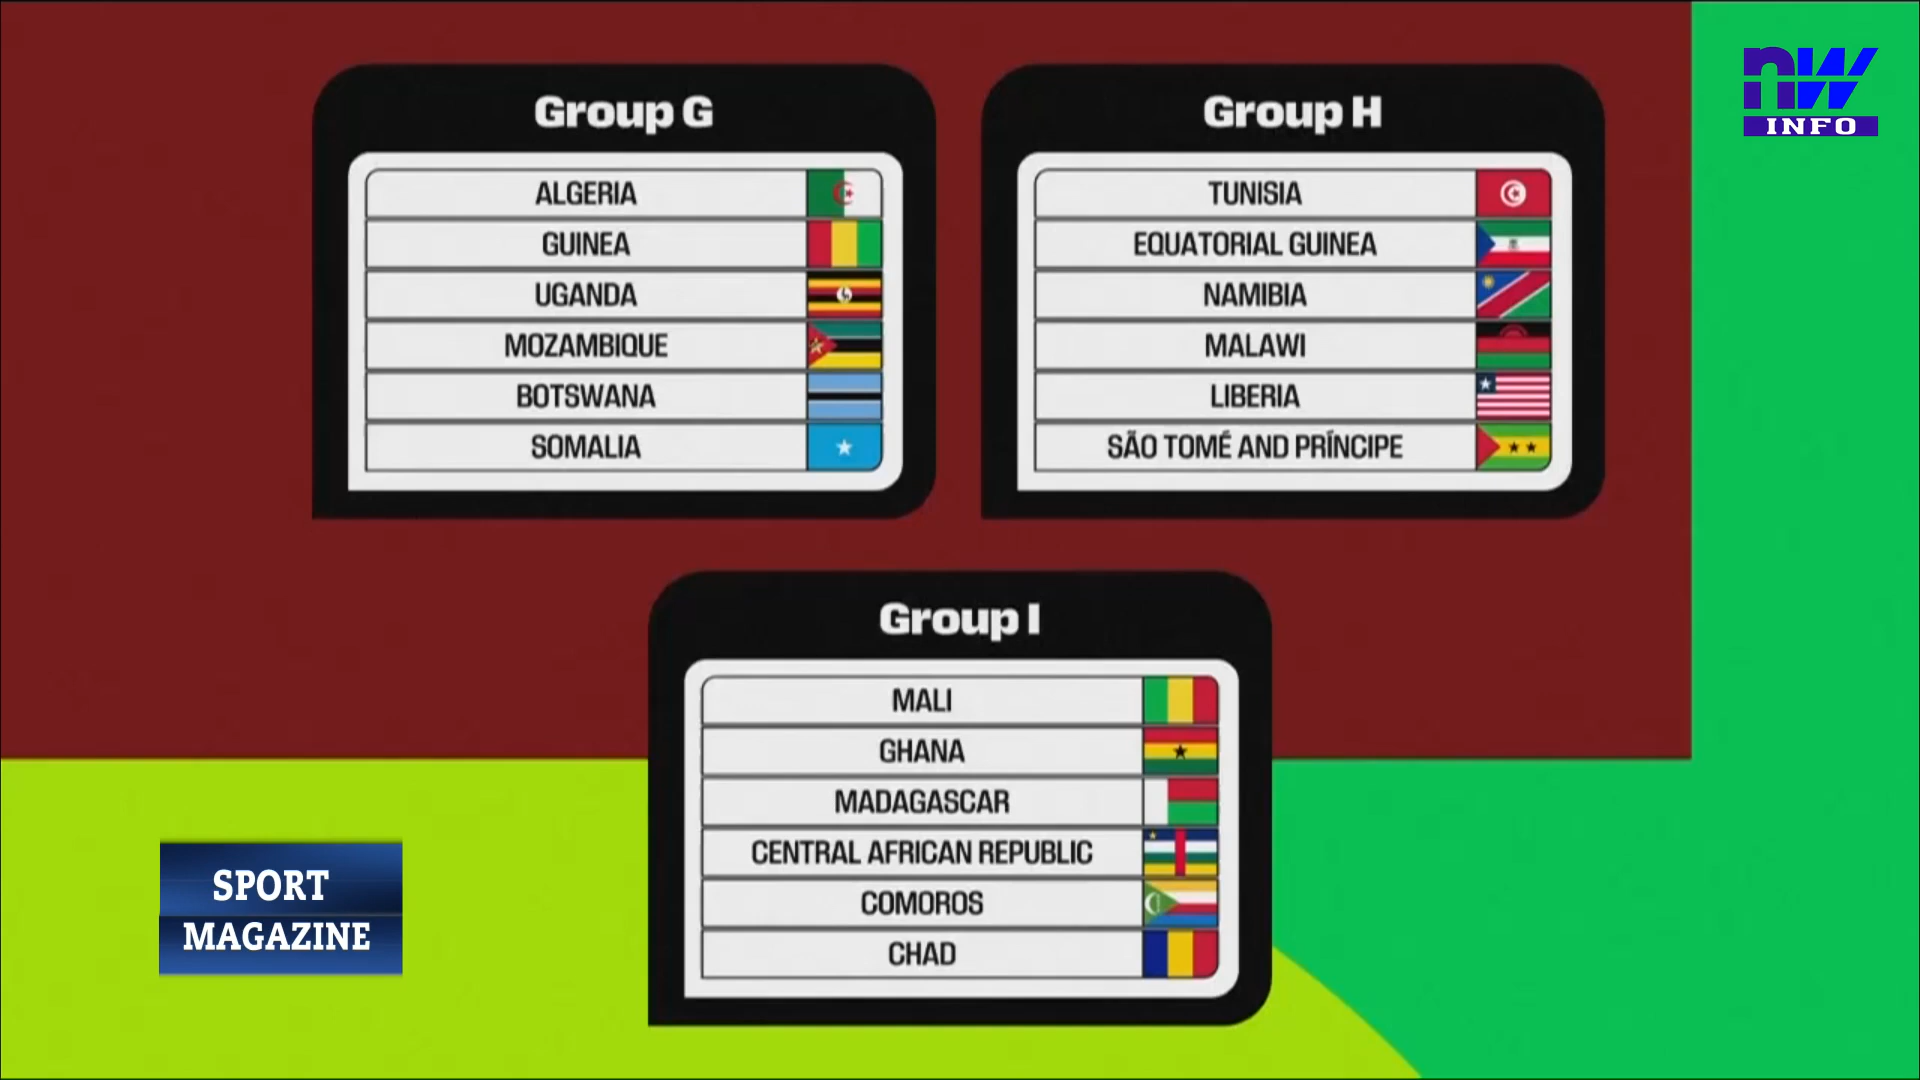 nw
INFO
Group G
ALGERIA
GUINEA
UGANDA
MOZAMBIQUE
BOTSWANA
SOMALIA
Group H
TUNISIA
EQUATORIAL GUINEA
NAMIBIA
MALAWI
LIBERIA
SÃO TOMÉ AND PRÍNCIPE
Group I
MALI
GHANA
MADAGASCAR
CENTRAL AFRICAN REPUBLIC
COMOROS
CHAD
SPORT
MAGAZINE